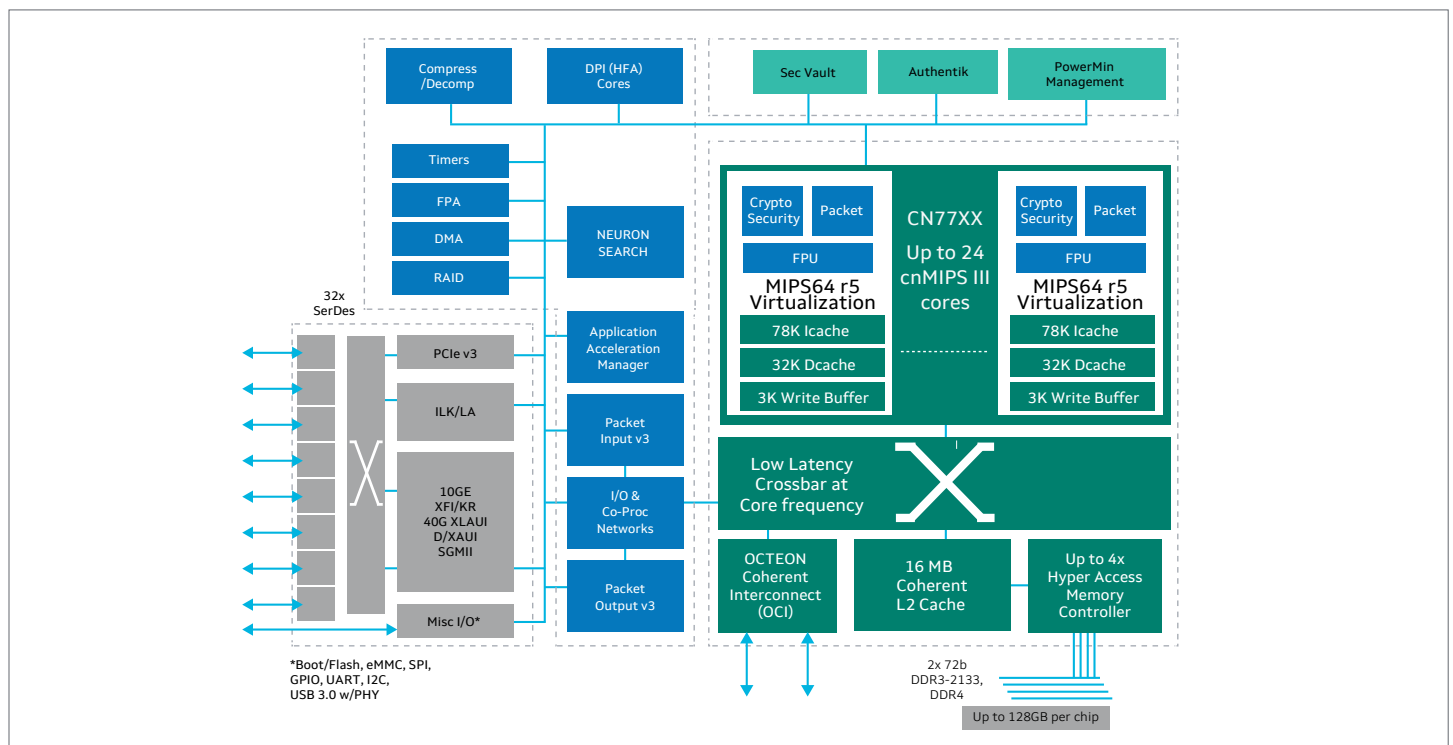 Compress
/Decomp
DPI (HFA)
Cores
Sec Vault
Authentik
PowerMin
Management
Timers
FPA
DMA
RAID
NEURON
SEARCH
32x
SerDes
PCIe v3
ILK/LA
10GE
XFI/KR
40G XLAUI
D/XAUI
SGMII
Misc I/O*
*Boot/Flash, eMMC, SPI,
GPIO, UART, I2C,
USB 3.0 w/PHY
Application
Acceleration
Manager
Packet
Input v3
I/O &
Co-Proc
Networks
Packet
Output v3
Crypto
Security
Packet
FPU
MIPS64 r5
Virtualization
78K Icache
32K Dcache
3K Write Buffer
CN77XX
Up to 24
cnMIPS III
cores
Crypto
Security
Packet
FPU
MIPS64 r5
Virtualization
78K Icache
32K Dcache
3K Write Buffer
Low Latency
Crossbar at
Core frequency
OCTEON
Coherent
Interconnect
(OCI)
16 MB
Coherent
L2 Cache
Up to 4x
Hyper Access
Memory
Controller
2x 72b
DDR3-2133,
DDR4
Up to 128GB per chip